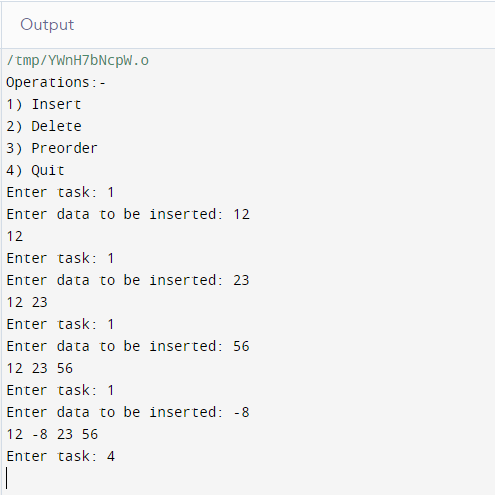 Output
/tmp/YWnH7bNcpW.o
Operations:-
1) Insert
2) Delete
3) Preorder
4) Quit
Enter task: 1
Enter data to be inserted: 12
12
Enter task: 1
Enter data to be inserted: 23
12 23
Enter task: 1
Enter data to be inserted: 56
12 23 56
Enter task: 1
Enter data to be inserted: -8
12 -8 23 56
Enter task: 4